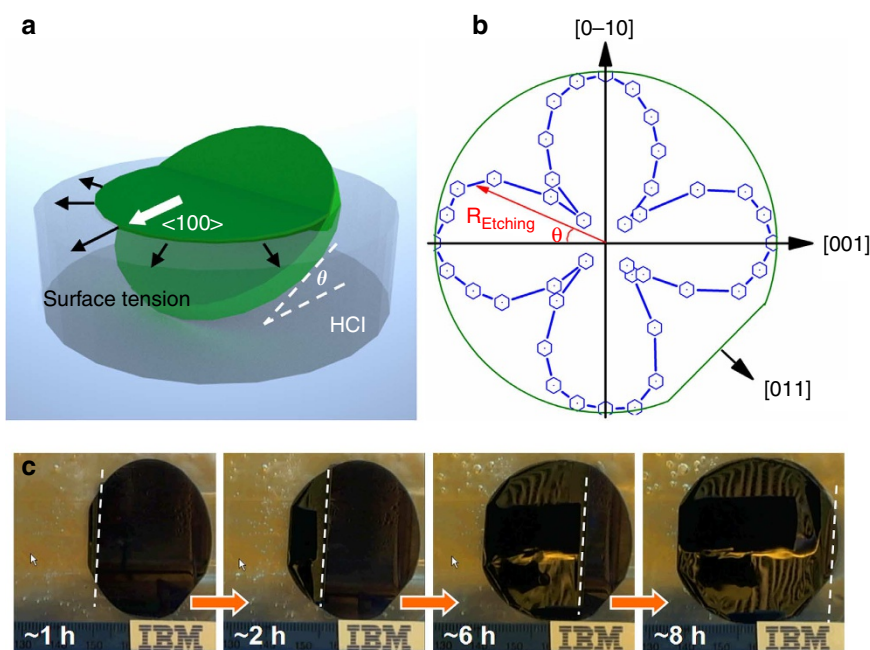 a
<100>
Surface tension
θ
HCl
b
[0–10]
R_Etching
θ
[001]
[011]
c
~1 h
IBM
~2 h
IBM
~6 h
IBM
~8 h
IBM